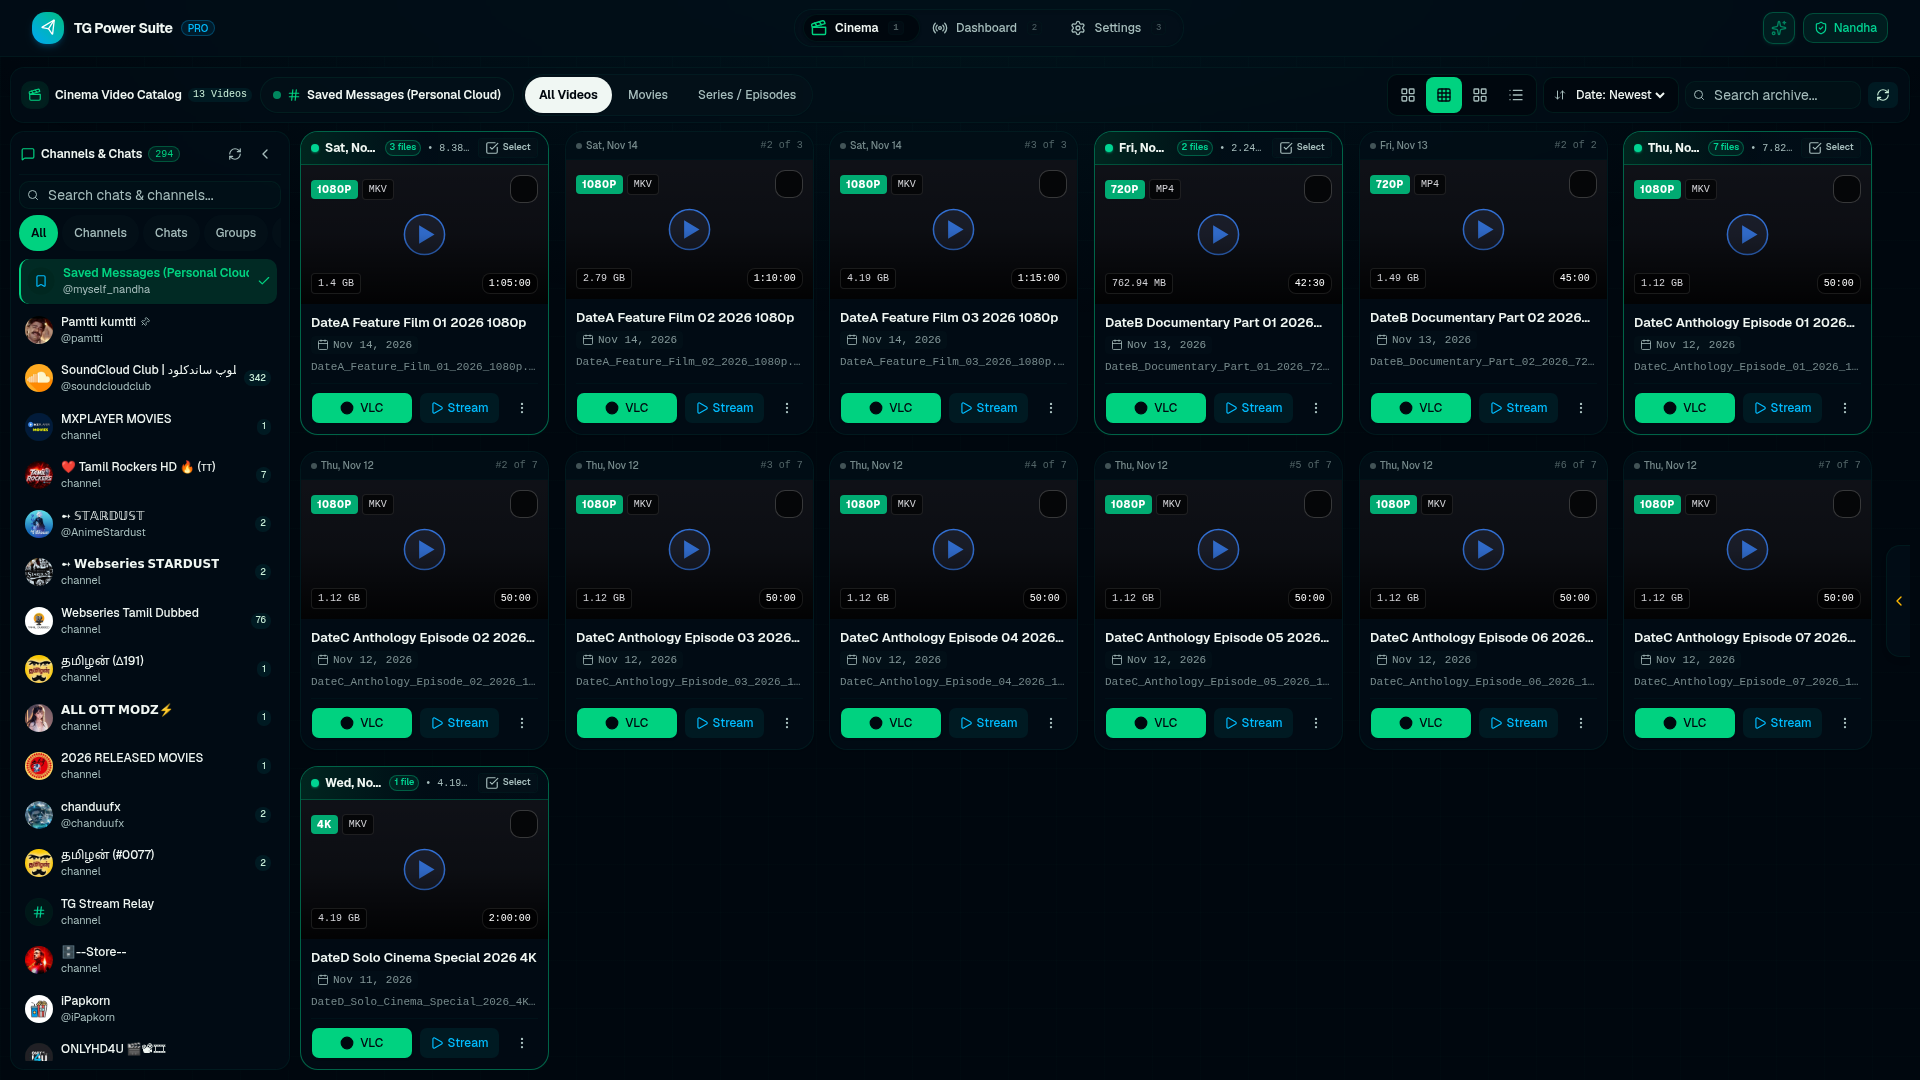 TG Power Suite PRO
Cinema 1 Dashboard 2 Settings 3
Nandha
Cinema Video Catalog 13 Videos
# Saved Messages (Personal Cloud)
All Videos Movies Series / Episodes
Date: Newest
Search archive...
Channels & Chats 294
Search chats & channels...
All Channels Chats Groups
Saved Messages (Personal Cloud
@myself_nandha
Pamtti kumtti
@pamtti
SoundCloud Club | لوپ ساندکلود
@soundcloudclub
342
MXPLAYER MOVIES
channel
1
❤️ Tamil Rockers HD 🔥 (тт)
channel
7
➻ 𝕊𝕋𝔸ℝ𝔻𝕌𝕊𝕋
@AnimeStardust
2
➻ 𝗪𝗲𝗯𝘀𝗲𝗿𝗶𝗲𝘀 𝗦𝗧𝗔𝗥𝗗𝗨𝗦𝗧
channel
2
Webseries Tamil Dubbed
channel
76
தமிழன் (Δ191)
channel
1
𝗔𝗟𝗟 𝗢𝗧𝗧 𝗠𝗢𝗗𝗭⚡
channel
1
2026 RELEASED MOVIES
channel
1
chanduufx
@chanduufx
2
தமிழன் (#0077)
channel
2
TG Stream Relay
channel
🗄️--Store--
channel
iPapkorn
@iPapkorn
ONLYHD4U 🎬📽🎞
Sat, No... 3 files • 8.38... Select
1080P MKV
1.4 GB 1:05:00
DateA Feature Film 01 2026 1080p
Nov 14, 2026
DateA_Feature_Film_01_2026_1080p...
VLC Stream
Sat, Nov 14 #2 of 3
1080P MKV
2.79 GB 1:10:00
DateA Feature Film 02 2026 1080p
Nov 14, 2026
DateA_Feature_Film_02_2026_1080p...
VLC Stream
Sat, Nov 14 #3 of 3
1080P MKV
4.19 GB 1:15:00
DateA Feature Film 03 2026 1080p
Nov 14, 2026
DateA_Feature_Film_03_2026_1080p...
VLC Stream
Fri, No... 2 files • 2.24... Select
720P MP4
762.94 MB 42:30
DateB Documentary Part 01 2026...
Nov 13, 2026
DateB_Documentary_Part_01_2026_72...
VLC Stream
Fri, Nov 13 #2 of 2
720P MP4
1.49 GB 45:00
DateB Documentary Part 02 2026...
Nov 13, 2026
DateB_Documentary_Part_02_2026_72...
VLC Stream
Thu, No... 7 files • 7.82... Select
1080P MKV
1.12 GB 50:00
DateC Anthology Episode 01 2026...
Nov 12, 2026
DateC_Anthology_Episode_01_2026_1...
VLC Stream
Thu, Nov 12 #2 of 7
1080P MKV
1.12 GB 50:00
DateC Anthology Episode 02 2026...
Nov 12, 2026
DateC_Anthology_Episode_02_2026_1...
VLC Stream
Thu, Nov 12 #3 of 7
1080P MKV
1.12 GB 50:00
DateC Anthology Episode 03 2026...
Nov 12, 2026
DateC_Anthology_Episode_03_2026_1...
VLC Stream
Thu, Nov 12 #4 of 7
1080P MKV
1.12 GB 50:00
DateC Anthology Episode 04 2026...
Nov 12, 2026
DateC_Anthology_Episode_04_2026_1...
VLC Stream
Thu, Nov 12 #5 of 7
1080P MKV
1.12 GB 50:00
DateC Anthology Episode 05 2026...
Nov 12, 2026
DateC_Anthology_Episode_05_2026_1...
VLC Stream
Thu, Nov 12 #6 of 7
1080P MKV
1.12 GB 50:00
DateC Anthology Episode 06 2026...
Nov 12, 2026
DateC_Anthology_Episode_06_2026_1...
VLC Stream
Thu, Nov 12 #7 of 7
1080P MKV
1.12 GB 50:00
DateC Anthology Episode 07 2026...
Nov 12, 2026
DateC_Anthology_Episode_07_2026_1...
VLC Stream
Wed, No... 1 file • 4.19... Select
4K MKV
4.19 GB 2:00:00
DateD Solo Cinema Special 2026 4K
Nov 11, 2026
DateD_Solo_Cinema_Special_2026_4K...
VLC Stream